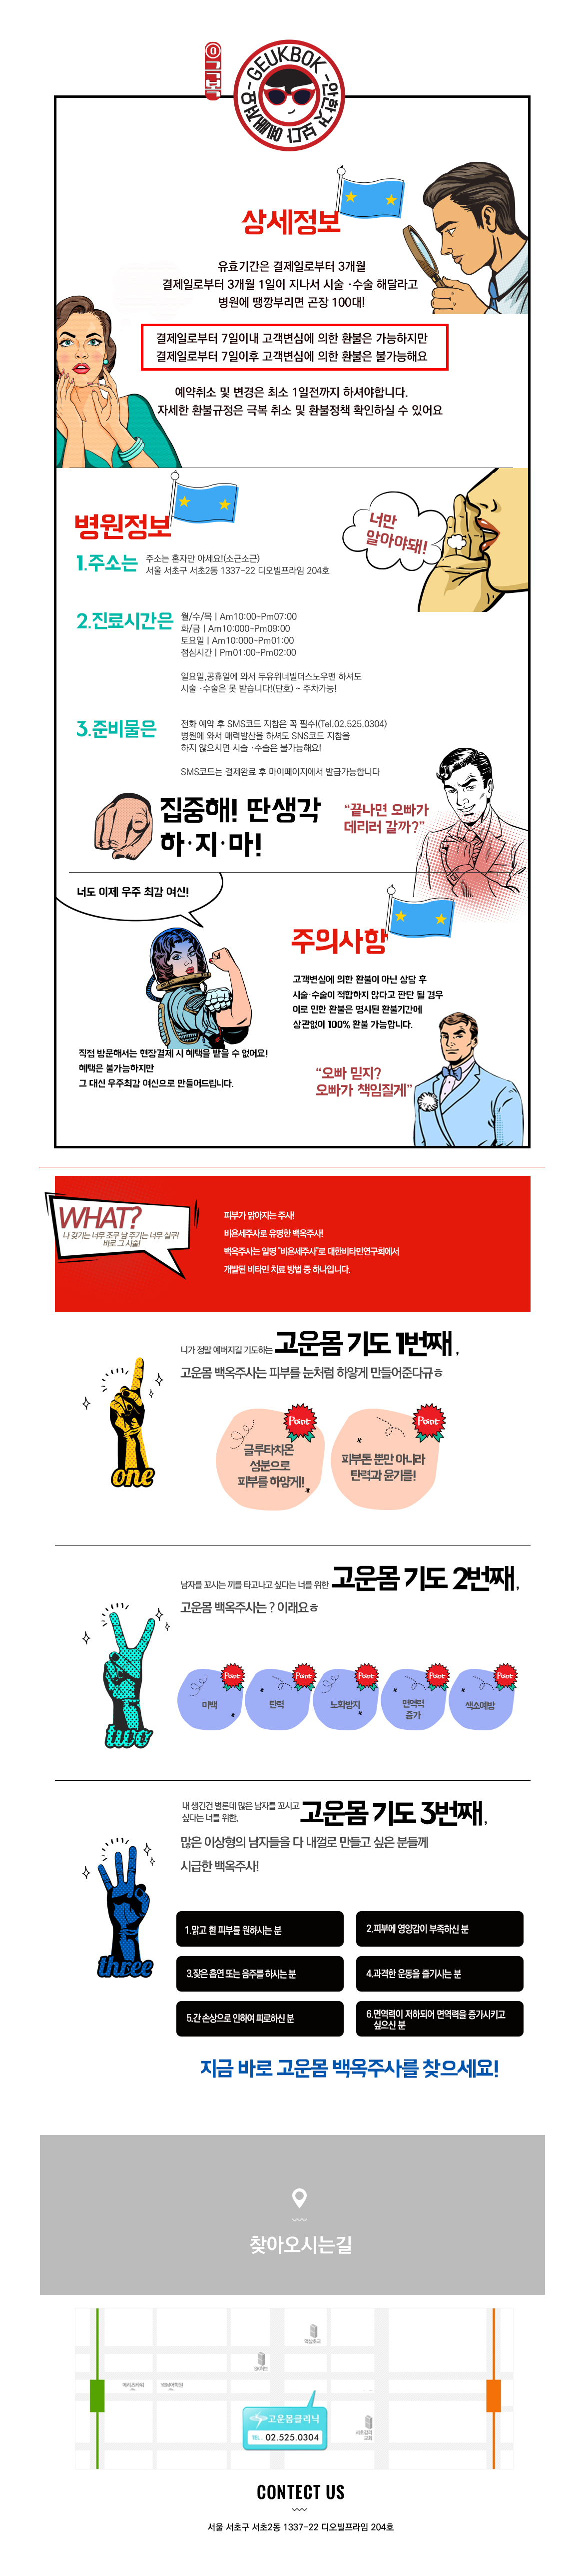 GEUKBOK
상세정보
유효기간은 결제일로부터 3개월
결제일로부터 3개월 1일이 지나서 시술 ·수술 해달라고
병원에 땡깡부리면 곤장 100대!
결제일로부터 7일이내 고객변심에 의한 환불은 가능하지만
결제일로부터 7일이후 고객변심에 의한 환불은 불가능해요
예약취소 및 변경은 최소 1일전까지 하셔야합니다.
자세한 환불규정은 극복 취소 및 환불정책 확인하실 수 있어요
병원정보
너만
알아야돼!
1.주소는
주소는 혼자만 아세요!(소근소근)
서울 서초구 서초2동 1337-22 디오빌프라임 204호
2.진료시간은
월/수/목 | Am10:00~Pm07:00
화/금 | Am10:000~Pm09:00
토요일 | Am10:000~Pm01:00
점심시간 | Pm01:00~Pm02:00
일요일,공휴일에 와서 두유위너빌더스노우맨 하셔도
시술 ·수술은 못 받습니다!(단호) ~ 주차가능!
3.준비물은
전화 예약 후 SMS코드 지참은 꼭 필수!(Tel.02.525.0304)
병원에 와서 매력발산을 하셔도 SNS코드 지참을
하지 않으시면 시술 ·수술은 불가능해요!
SMS코드는 결제완료 후 마이페이지에서 발급가능합니다
집중해! 딴생각
하·지·마!
“끝나면 오빠가
데리러 갈까?”
너도 이제 우주 최감 여신!
주의사항
고객변심에 의한 환불이 아닌 상담 후
시술·수술이 적합하지 않다고 판단 될 경우
이로 인한 환불은 명시된 환불기간에
상관없이 100% 환불 가능합니다.
직접 방문해서는 현장결제 시 혜택을 받을 수 없어요!
혜택은 불가능하지만
그 대신 우주최감 여신으로 만들어드립니다.
“오빠 믿지?
오빠가 책임질게”
WHAT?
나 갖기는 너무 조쿠 남 주기는 너무 실쿠!
바로 그 시술!
피부가 맑아지는 주사!
비욘세주사로 유명한 백옥주사!
백옥주사는 일명 "비욘세주사"로 대한비타민연구회에서
개발된 비타민 치료 방법 중 하나입니다.
니가 정말 예뻐지길 기도하는 고운몸 기도 1번째 ,
고운몸 백옥주사는 피부를 눈처럼 하얗게 만들어준다규ㅎ
one
Point
글루타치온
성분으로
피부를 하얗게!
Point
피부톤 뿐만 아니라
탄력과 윤기를!
남자를 꼬시는 끼를 타고나고 싶다는 너를 위한 고운몸 기도 2번째,
고운몸 백옥주사는 ? 이래요ㅎ
two
Point
미백
Point
탄력
Point
노화방지
Point
면역력
증가
Point
색소예방
내 생긴건 별론데 많은 남자를 꼬시고
싶다는 너를 위한, 고운몸 기도 3번째,
많은 이상형의 남자들을 다 내껄로 만들고 싶은 분들께
시급한 백옥주사!
three
1.맑고 흰 피부를 원하시는 분
2.피부에 영양감이 부족하신 분
3.잦은 흡연 또는 음주를 하시는 분
4.과격한 운동을 즐기시는 분
5.간 손상으로 인하여 피로하신 분
6.면역력이 저하되어 면역력을 증가시키고
싶으신 분
지금 바로 고운몸 백옥주사를 찾으세요!
찾아오시는길
고운몸클리닉
TEL. 02.525.0304
CONTECT US
서울 서초구 서초2동 1337-22 디오빌프라임 204호